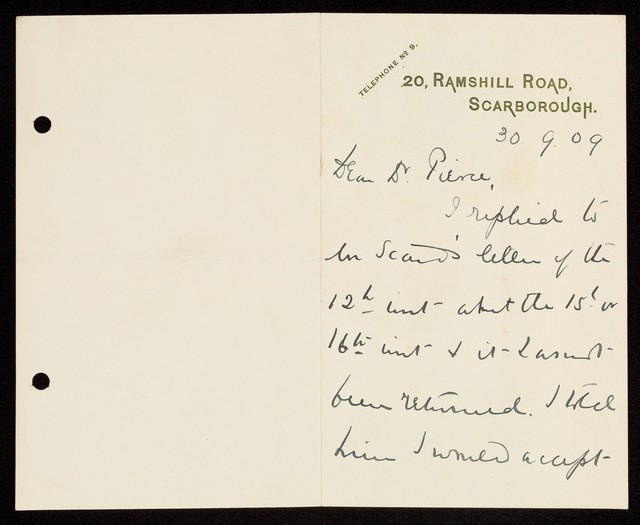 TELEPHONE Nº 9.
20, RAMSHILL ROAD,
SCARBOROUGH.
30 9. 09
Dear Dr Pierce,
I replied to
Mr Scard's letter of the
12th inst about the 15th or
16th inst & it has not
been returned. I told
him I would accept